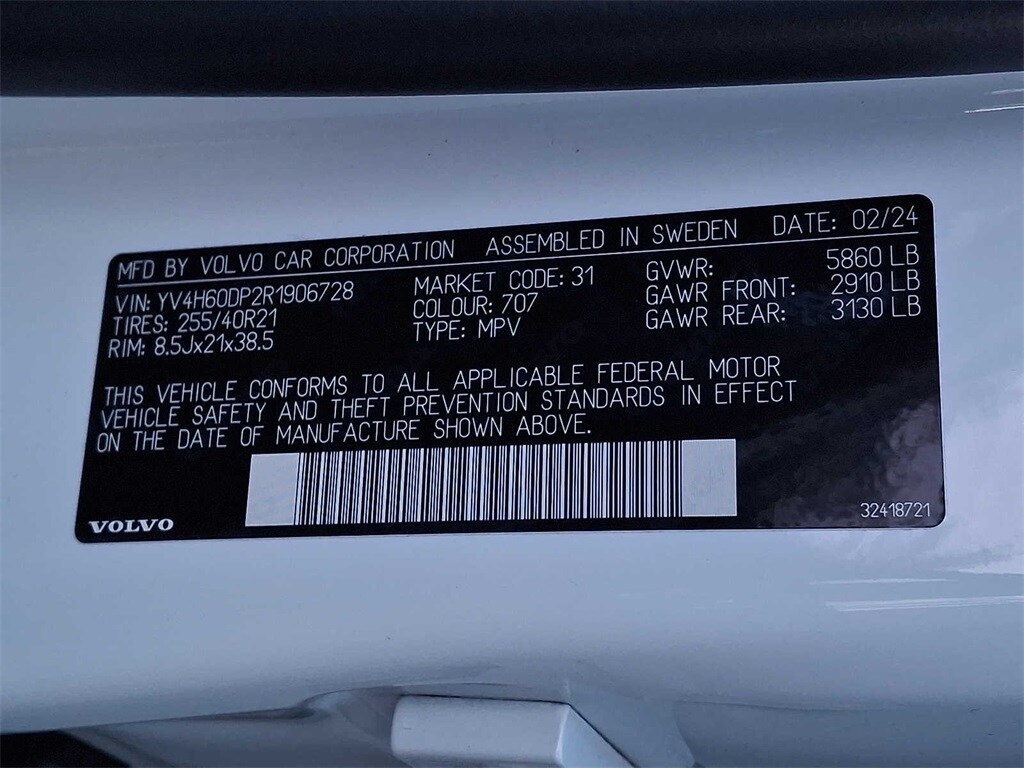 MFD BY VOLVO CAR CORPORATION ASSEMBLED IN SWEDEN DATE: 02/24
VIN: YV4H60DP2R1906728 MARKET CODE: 31 GVWR: 5860 LB
TIRES: 255/40R21 COLOUR: 707 GAWR FRONT: 2910 LB
RIM: 8.5Jx21x38.5 TYPE: MPV GAWR REAR: 3130 LB
THIS VEHICLE CONFORMS TO ALL APPLICABLE FEDERAL MOTOR
VEHICLE SAFETY AND THEFT PREVENTION STANDARDS IN EFFECT
ON THE DATE OF MANUFACTURE SHOWN ABOVE.
VOLVO 32418721